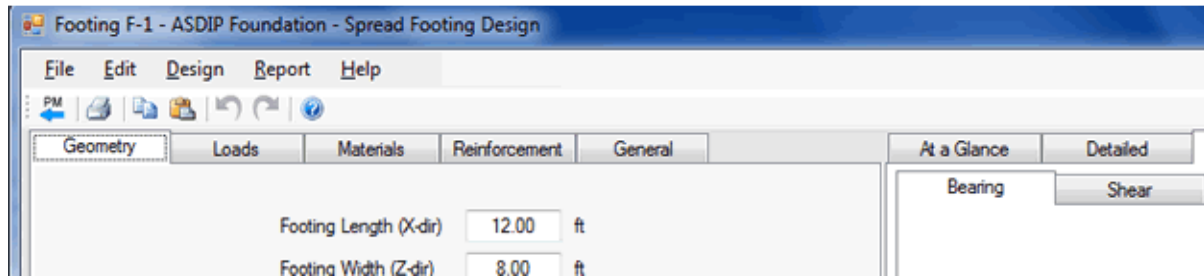 Footing F-1 - ASDIP Foundation - Spread Footing Design
File Edit Design Report Help
PM
Geometry Loads Materials Reinforcement General At a Glance Detailed
Bearing Shear
Footing Length (X-dir) 12.00 ft
Footing Width (Z-dir) 8.00 ft